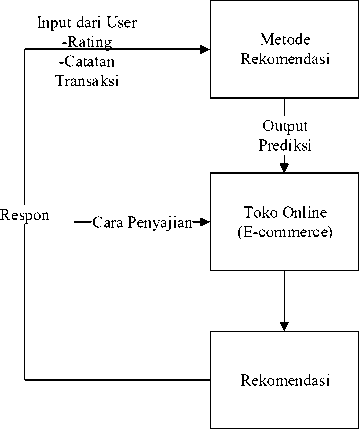 Input dari User
-Rating
-Catatan
Transaksi
Metode
Rekomendasi
Output
Prediksi
Respon
Cara Penyajian
Toko Online
(E-commerce)
Rekomendasi